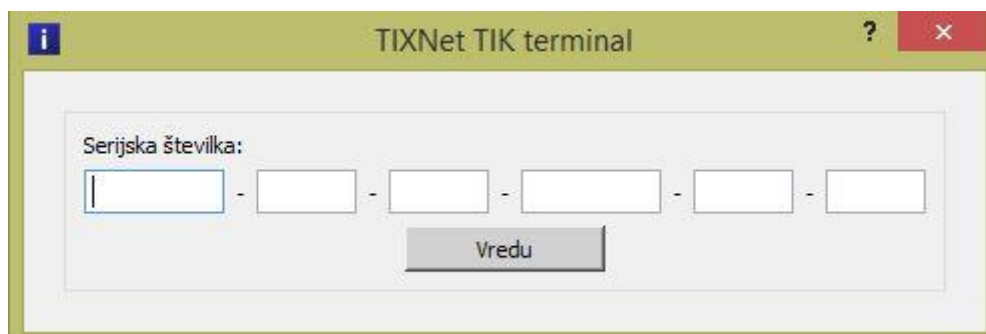 i TIXNet TIK terminal ? ×
Serijska številka:
- - - - -
Vredu